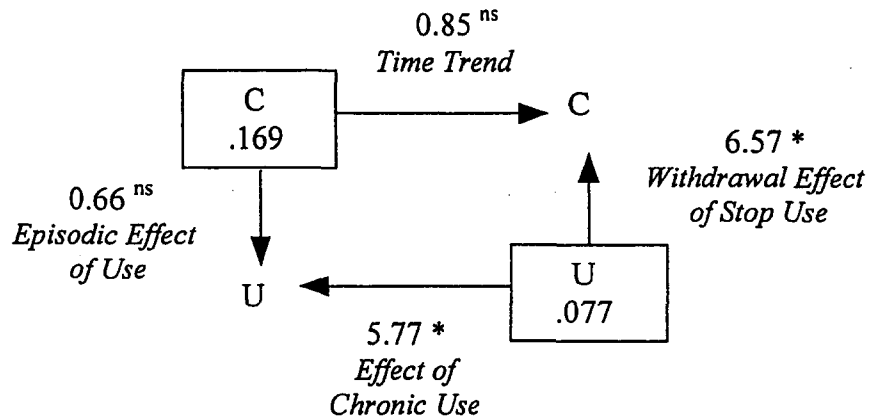 0.85 ns
Time Trend
C
.169
C
6.57 *
Withdrawal Effect
of Stop Use
0.66 ns
Episodic Effect
of Use
U
U
.077
5.77 *
Effect of
Chronic Use